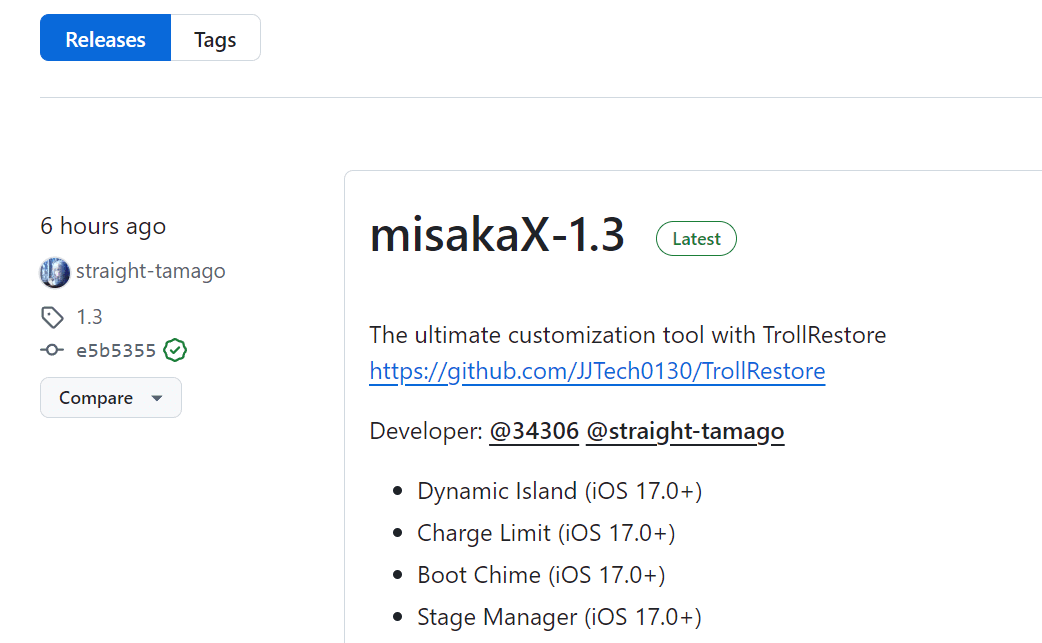 Releases Tags
6 hours ago
straight-tamago
1.3
e5b5355
Compare
misakaX-1.3 Latest
The ultimate customization tool with TrollRestore
https://github.com/JJTech0130/TrollRestore
Developer: @34306 @straight-tamago
• Dynamic Island (iOS 17.0+)
• Charge Limit (iOS 17.0+)
• Boot Chime (iOS 17.0+)
• Stage Manager (iOS 17.0+)